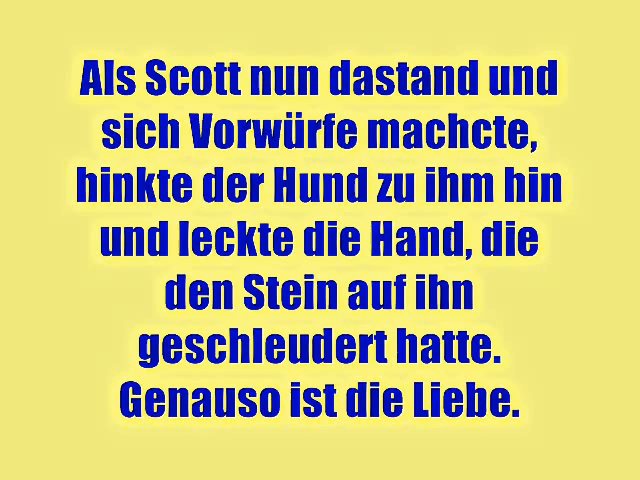 Als Scott nun dastand und
sich Vorwürfe machcte,
hinkte der Hund zu ihm hin
und leckte die Hand, die
den Stein auf ihn
geschleudert hatte.
Genauso ist die Liebe.